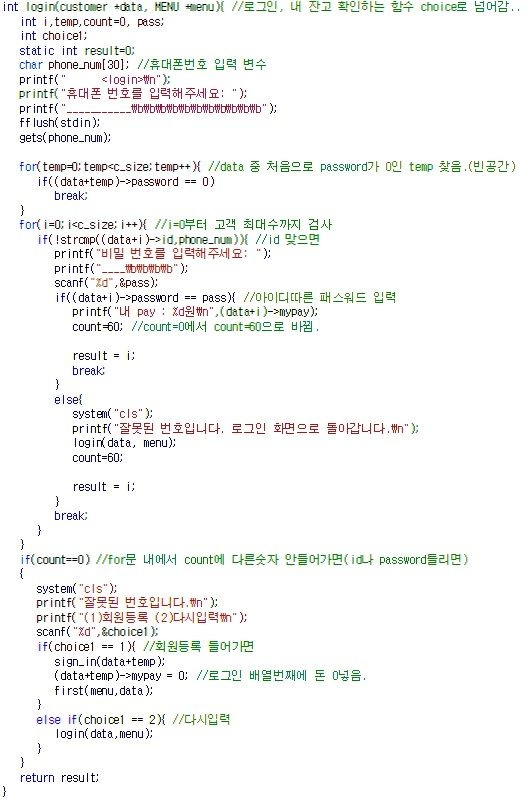 int login(customer *data, MENU *menu){ //로그인, 내 잔고 확인하는 함수 choice로 넘어감..
int i,temp,count=0, pass;
int choice1;
static int result=0;
char phone_num[30]; //휴대폰번호 입력 변수
printf("      <login>₩n");
printf("휴대폰 번호를 입력해주세요: ");
printf("___________₩b₩b₩b₩b₩b₩b₩b₩b₩b₩b₩b");
fflush(stdin);
gets(phone_num);
for(temp=0;temp<c_size;temp++){ //data 중 처음으로 password가 0인 temp 찾음.(빈공간)
if((data+temp)->password == 0)
break;
}
for(i=0;i<c_size;i++){ //i=0부터 고객 최대수까지 검사
if(!strcmp((data+i)->id,phone_num)){ //id 맞으면
printf("비밀 번호를 입력해주세요: ");
printf("____₩b₩b₩b₩b");
scanf("%d",&pass);
if((data+i)->password == pass){ //아이디따른 패스워드 입력
printf("내 pay : %d원₩n",(data+i)->mypay);
count=60; //count=0에서 count=60으로 바뀜.
result = i;
break;
}
else{
system("cls");
printf("잘못된 번호입니다. 로그인 화면으로 돌아갑니다.₩n");
login(data, menu);
count=60;
result = i;
}
break;
}
}
if(count==0) //for문 내에서 count에 다른숫자 안들어가면(id나 password틀리면)
{
system("cls");
printf("잘못된 번호입니다.₩n");
printf("(1)회원등록 (2)다시입력₩n");
scanf("%d",&choice1);
if(choice1 == 1){ //회원등록 들어가면
sign_in(data+temp);
(data+temp)->mypay = 0; //로그인 배열번째에 돈 0넣음.
first(menu,data);
}
else if(choice1 == 2){ //다시입력
login(data,menu);
}
}
return result;
}